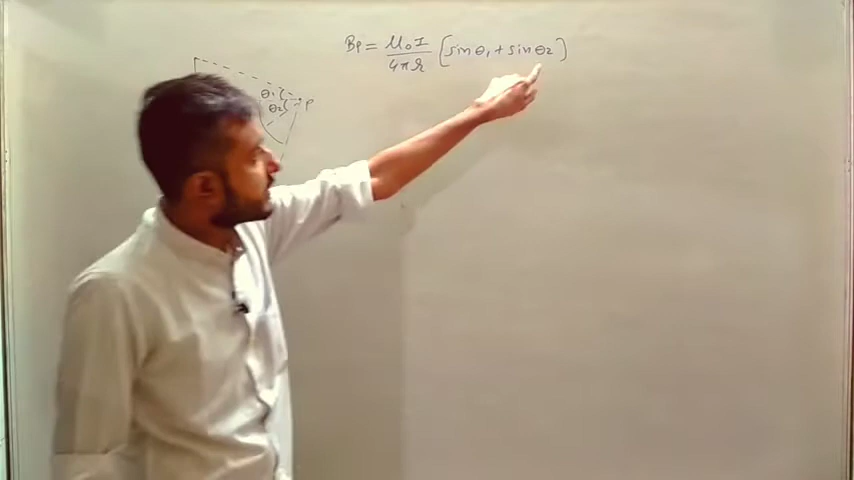 Bp = μ₀I / 4πr [sinθ₁ + sinθ₂]
θ₁
θ₂ P